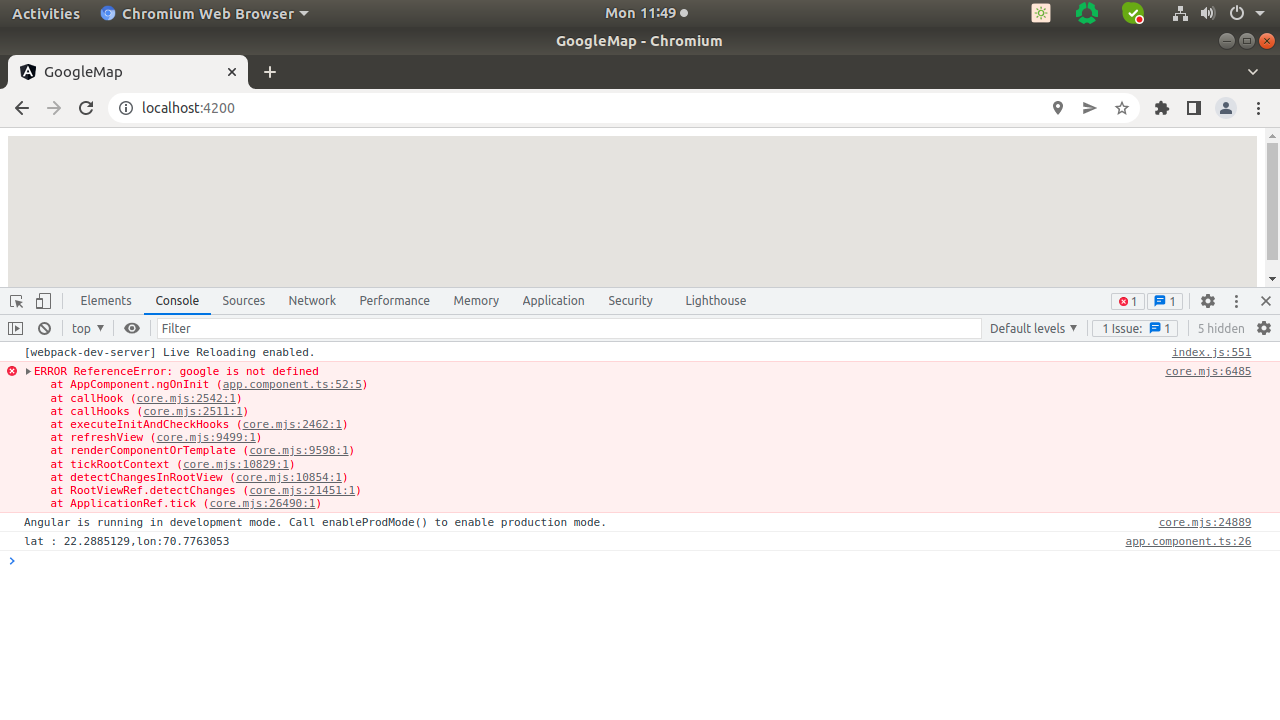 Activities Chromium Web Browser Mon 11:49
GoogleMap - Chromium
GoogleMap
localhost:4200
Elements Console Sources Network Performance Memory Application Security Lighthouse 1 1
top Filter Default levels 1 Issue: 1 5 hidden
[webpack-dev-server] Live Reloading enabled. index.js:551
ERROR ReferenceError: google is not defined core.mjs:6485
at AppComponent.ngOnInit (app.component.ts:52:5)
at callHook (core.mjs:2542:1)
at callHooks (core.mjs:2511:1)
at executeInitAndCheckHooks (core.mjs:2462:1)
at refreshView (core.mjs:9499:1)
at renderComponentOrTemplate (core.mjs:9598:1)
at tickRootContext (core.mjs:10829:1)
at detectChangesInRootView (core.mjs:10854:1)
at RootViewRef.detectChanges (core.mjs:21451:1)
at ApplicationRef.tick (core.mjs:26490:1)
Angular is running in development mode. Call enableProdMode() to enable production mode. core.mjs:24889
lat : 22.2885129,lon:70.7763053 app.component.ts:26